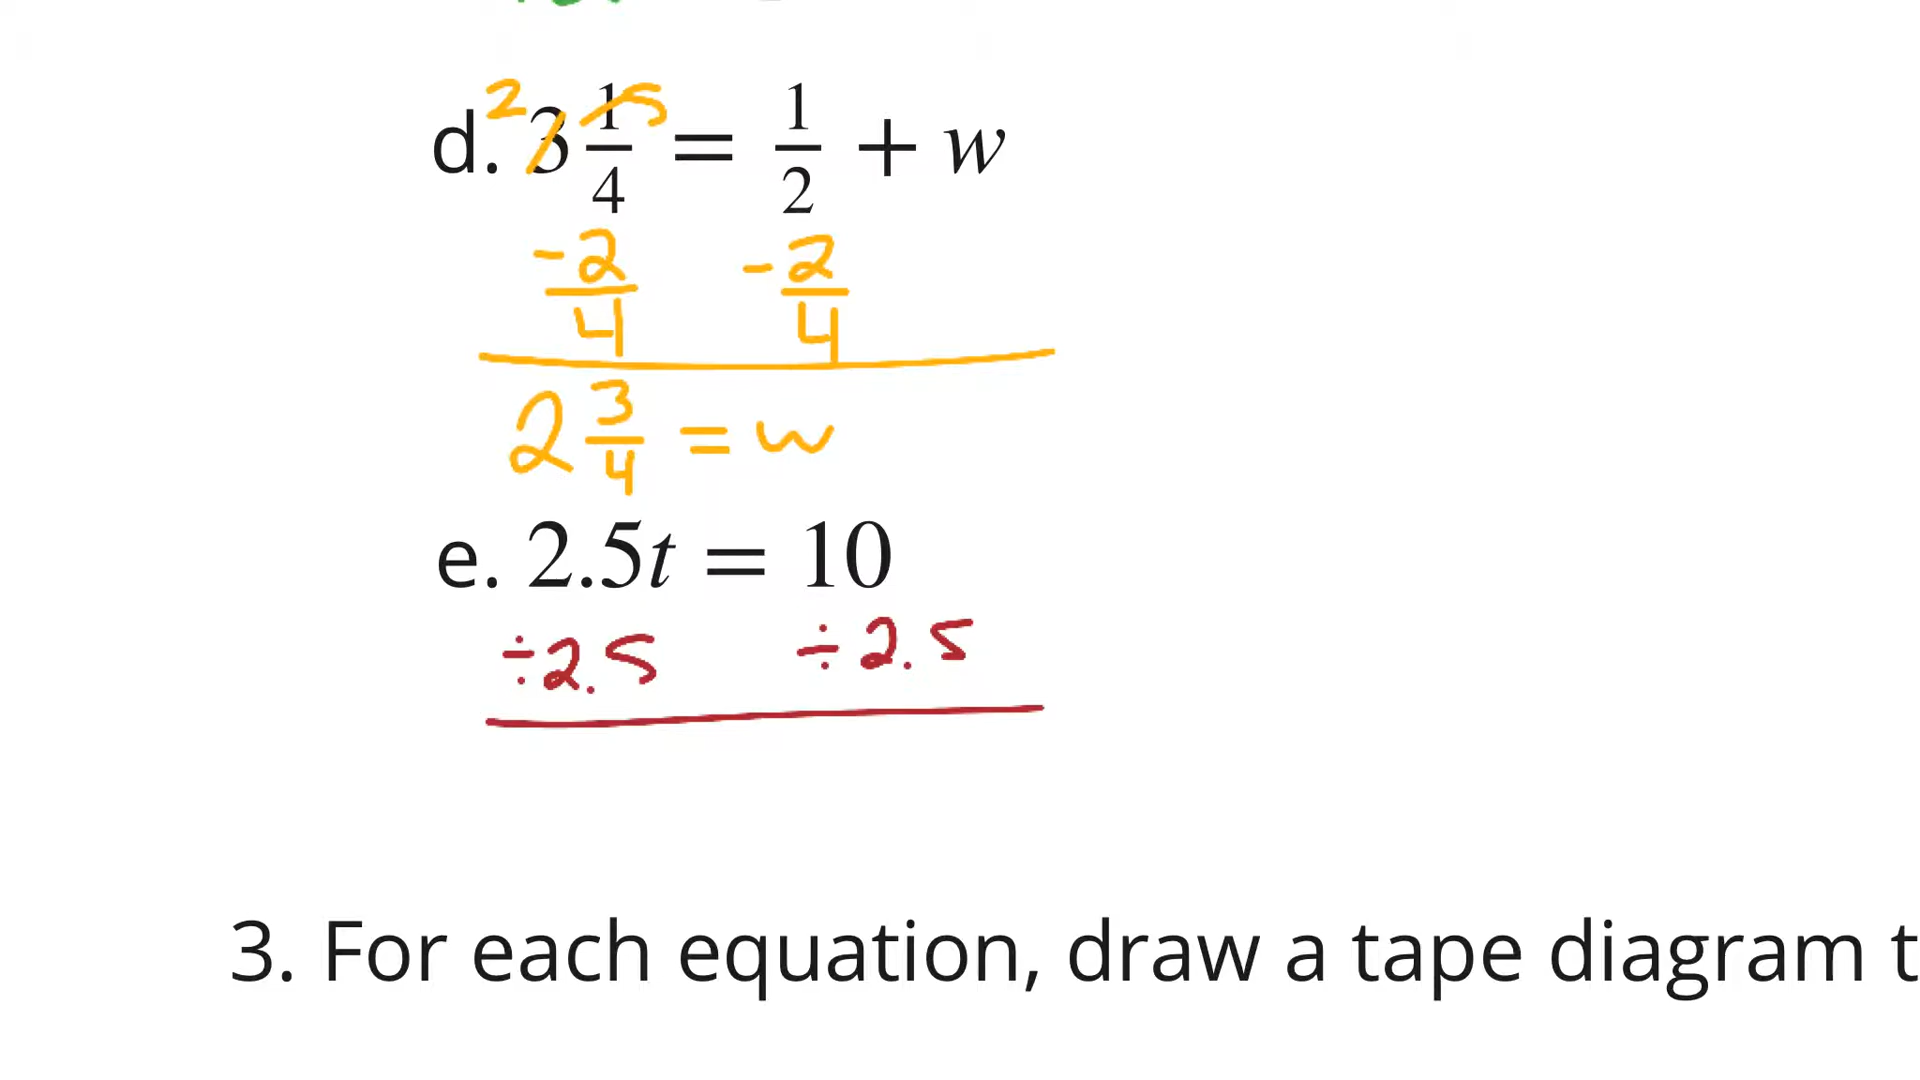 d. 2 3 1/4 5 = 1/2 + w
- 2/4 - 2/4
2 3/4 = w
e. 2.5t = 10
÷2.5 ÷2.5
3. For each equation, draw a tape diagram t